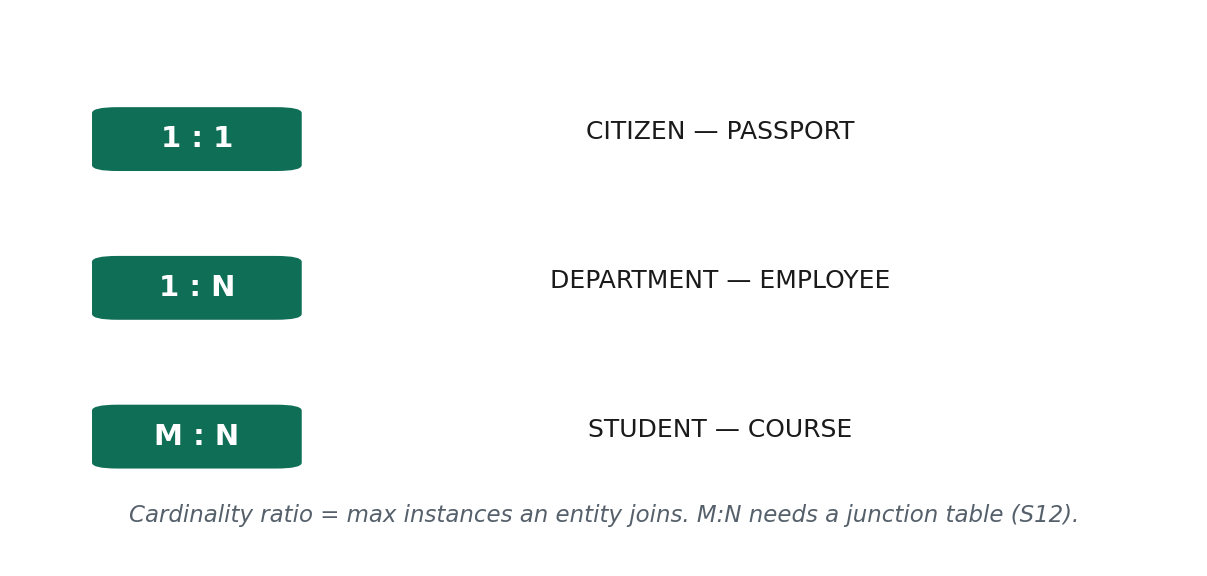 1 : 1
CITIZEN — PASSPORT
1 : N
DEPARTMENT — EMPLOYEE
M : N
STUDENT — COURSE
Cardinality ratio = max instances an entity joins. M:N needs a junction table (S12).